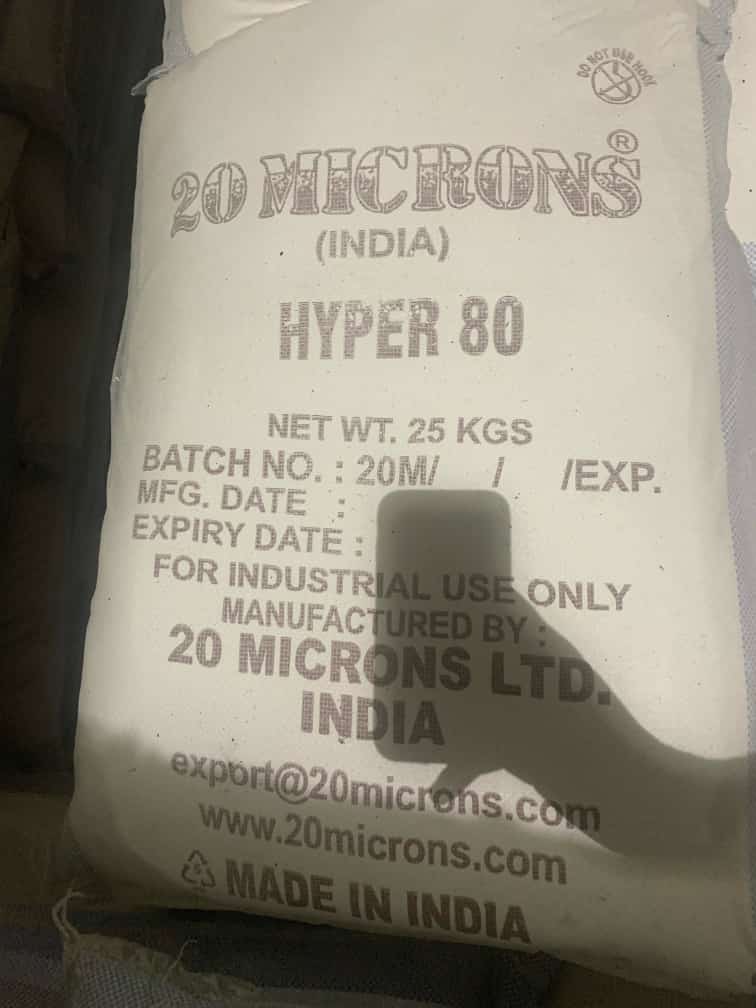 DO NOT USE HOOK
20 MICRONS®
(INDIA)
HYPER 80
NET WT. 25 KGS
BATCH NO. : 20M/ / /EXP.
MFG. DATE :
EXPIRY DATE :
FOR INDUSTRIAL USE ONLY
MANUFACTURED BY :
20 MICRONS LTD.
INDIA
export@20microns.com
www.20microns.com
MADE IN INDIA